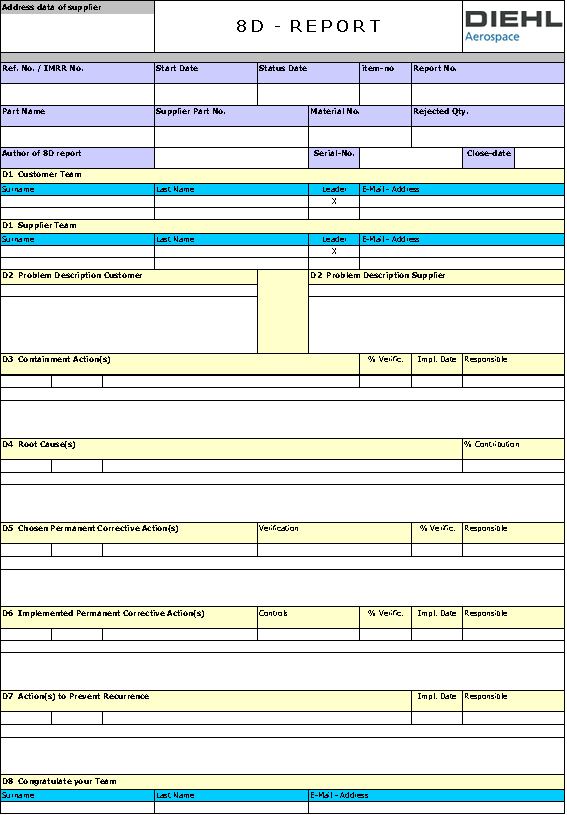 Address data of supplier
8D - REPORT
DIEHL
Aerospace
Ref. No. / IMRR No. Start Date Status Date item-no Report No.
Part Name Supplier Part No. Material No. Rejected Qty.
Author of 8D report Serial-No. Close-date
D1 Customer Team
Surname Last Name Leader E-Mail - Address
X
D1 Supplier Team
Surname Last Name Leader E-Mail - Address
X
D2 Problem Description Customer D2 Problem Description Supplier
D3 Containment Action(s) % Verific. Impl. Date Responsible
D4 Root Cause(s) % Contribution
D5 Chosen Permanent Corrective Action(s) Verification % Verific. Responsible
D6 Implemented Permanent Corrective Action(s) Controls % Verific. Impl. Date Responsible
D7 Action(s) to Prevent Recurrence Impl. Date Responsible
D8 Congratulate your Team
Surname Last Name E-Mail - Address